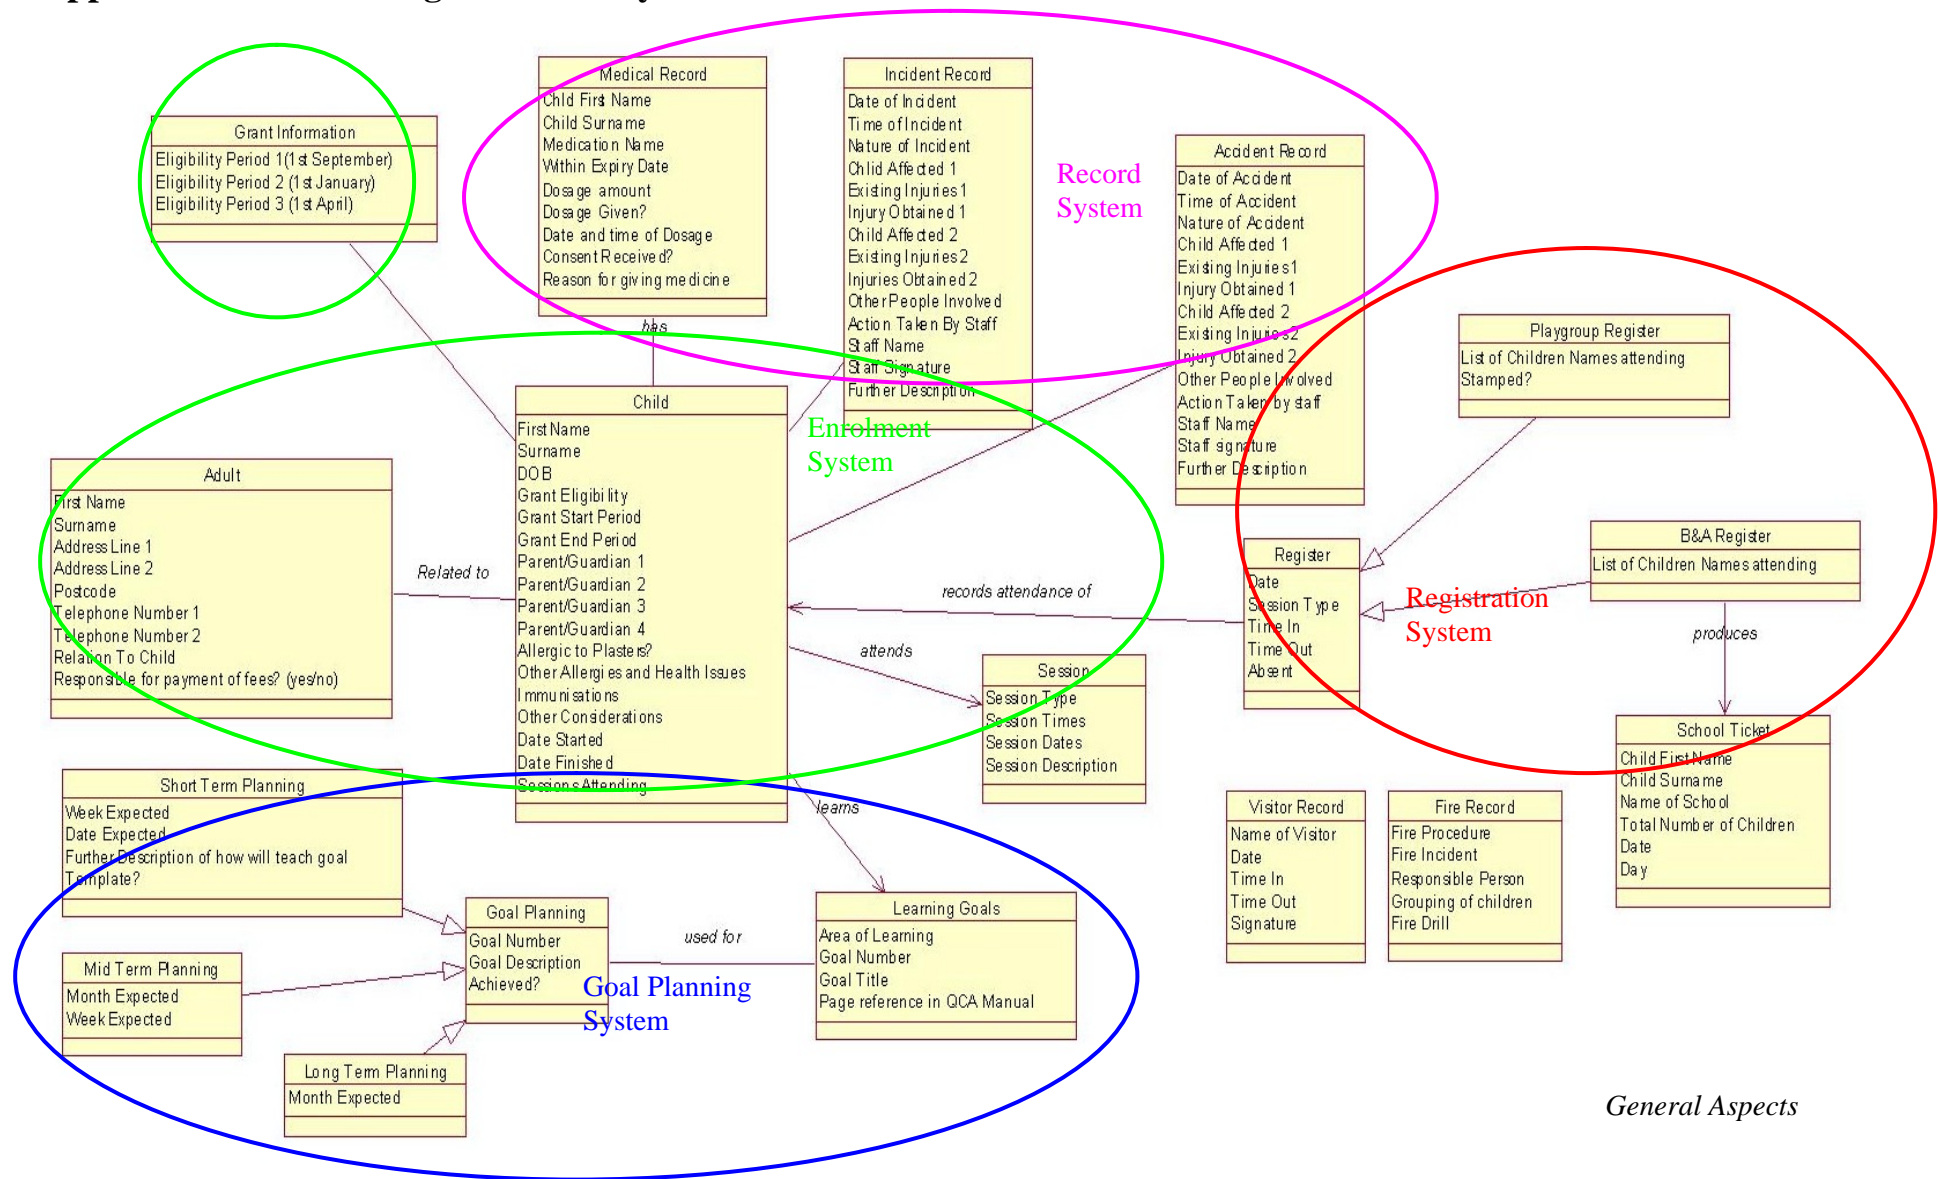 Medical Record
Chld First Name
Child Surname
Medication Name
Within Expiry Date
Dosage amount
Dosage Given?
Date and time of Dosage
Consent Received?
Reason for giving medicine
Incident Record
Date of Incident
Time of Incident
Nature of Incident
Chlid Affected 1
Existing Injuries 1
Injury Obtained 1
Child Affected 2
Existing Injuries 2
Injuries Obtained 2
Other People Involved
Action Taken By Staff
Staff Name
Staff Signature
Further Description
Grant Information
Eligibility Period 1(1st September)
Eligibility Period 2 (1st January)
Eligibility Period 3 (1st April)
Accident Record
Date of Accident
Time of Accident
Nature of Accident
Child Affected 1
Existing Injuries1
Injury Obtained 1
Child Affected 2
Existing Injuries2
Injury Obtained 2
Other People Involved
Action Taken by staff
Staff Name
Staff signature
Further Description
Record
System
has
Playgroup Register
List of Children Names attending
Stamped?
Child
First Name
Surname
DOB
Grant Eligibility
Grant Start Period
Grant End Period
Parent/Guardian 1
Parent/Guardian 2
Parent/Guardian 3
Parent/Guardian 4
Allergic to Plasters?
Other Allergies and Health Issues
Immunisations
Other Considerations
Date Started
Date Finished
Sessions Attending
Enrolment
System
Adult
First Name
Surname
Address Line 1
Address Line 2
Postcode
Telephone Number 1
Telephone Number 2
Relation To Child
Responsible for payment of fees? (yes/no)
Related to
records attendance of
attends
Register
Date
Session Type
Time In
Time Out
Absent
B&A Register
List of Children Names attending
Registration
System
produces
Session
Session Type
Session Times
Session Dates
Session Description
School Ticket
Child First Name
Child Surname
Name of School
Total Number of Children
Date
Day
Short Term Planning
Week Expected
Date Expected
Further Description of how will teach goal
Template?
learns
Visitor Record
Name of Visitor
Date
Time In
Time Out
Signature
Fire Record
Fire Procedure
Fire Incident
Responsible Person
Grouping of children
Fire Drill
Goal Planning
Goal Number
Goal Description
Achieved?
used for
Learning Goals
Area of Learning
Goal Number
Goal Title
Page reference in QCA Manual
Mid Term Planning
Month Expected
Week Expected
Goal Planning
System
Long Term Planning
Month Expected
General Aspects